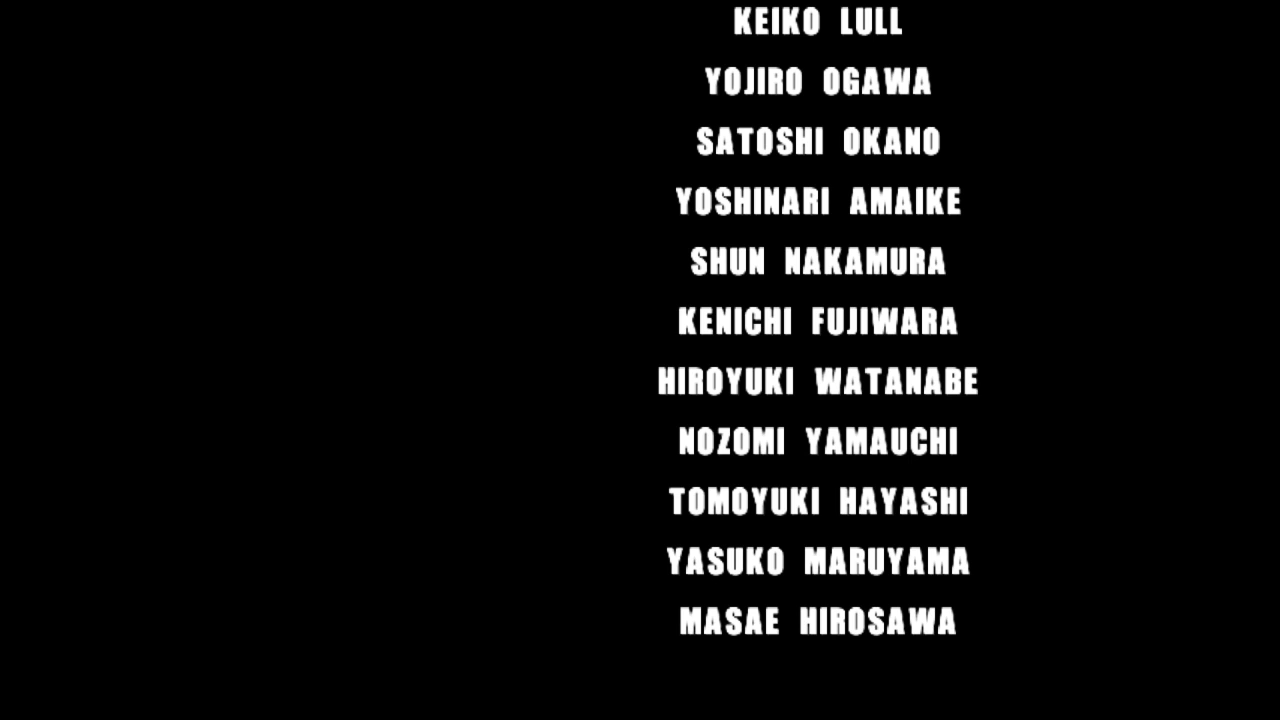 KEIKO LULL
YOJIRO OGAWA
SATOSHI OKANO
YOSHINARI AMAIKE
SHUN NAKAMURA
KENICHI FUJIWARA
HIROYUKI WATANABE
NOZOMI YAMAUCHI
TOMOYUKI HAYASHI
YASUKO MARUYAMA
MASAE HIROSAWA